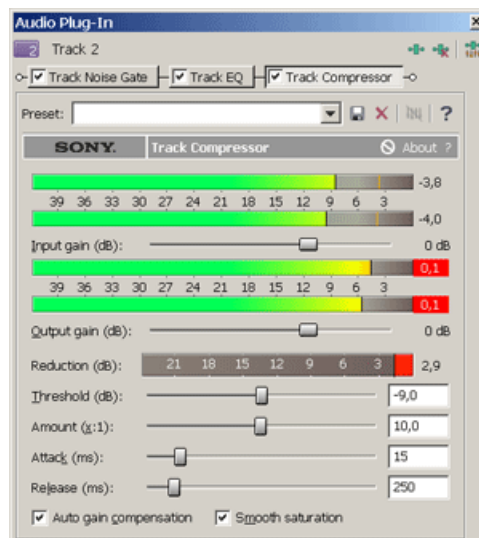 Audio Plug-In
2 Track 2
Track Noise Gate Track EQ Track Compressor
Preset:
SONY. Track Compressor About ?
-3,8
39 36 33 30 27 24 21 18 15 12 9 6 3
-4,0
Input gain (dB): 0 dB
0,1
39 36 33 30 27 24 21 18 15 12 9 6 3
0,1
Output gain (dB): 0 dB
Reduction (dB): 21 18 15 12 9 6 3 2,9
Threshold (dB): -9,0
Amount (x:1): 10,0
Attack (ms): 15
Release (ms): 250
Auto gain compensation Smooth saturation